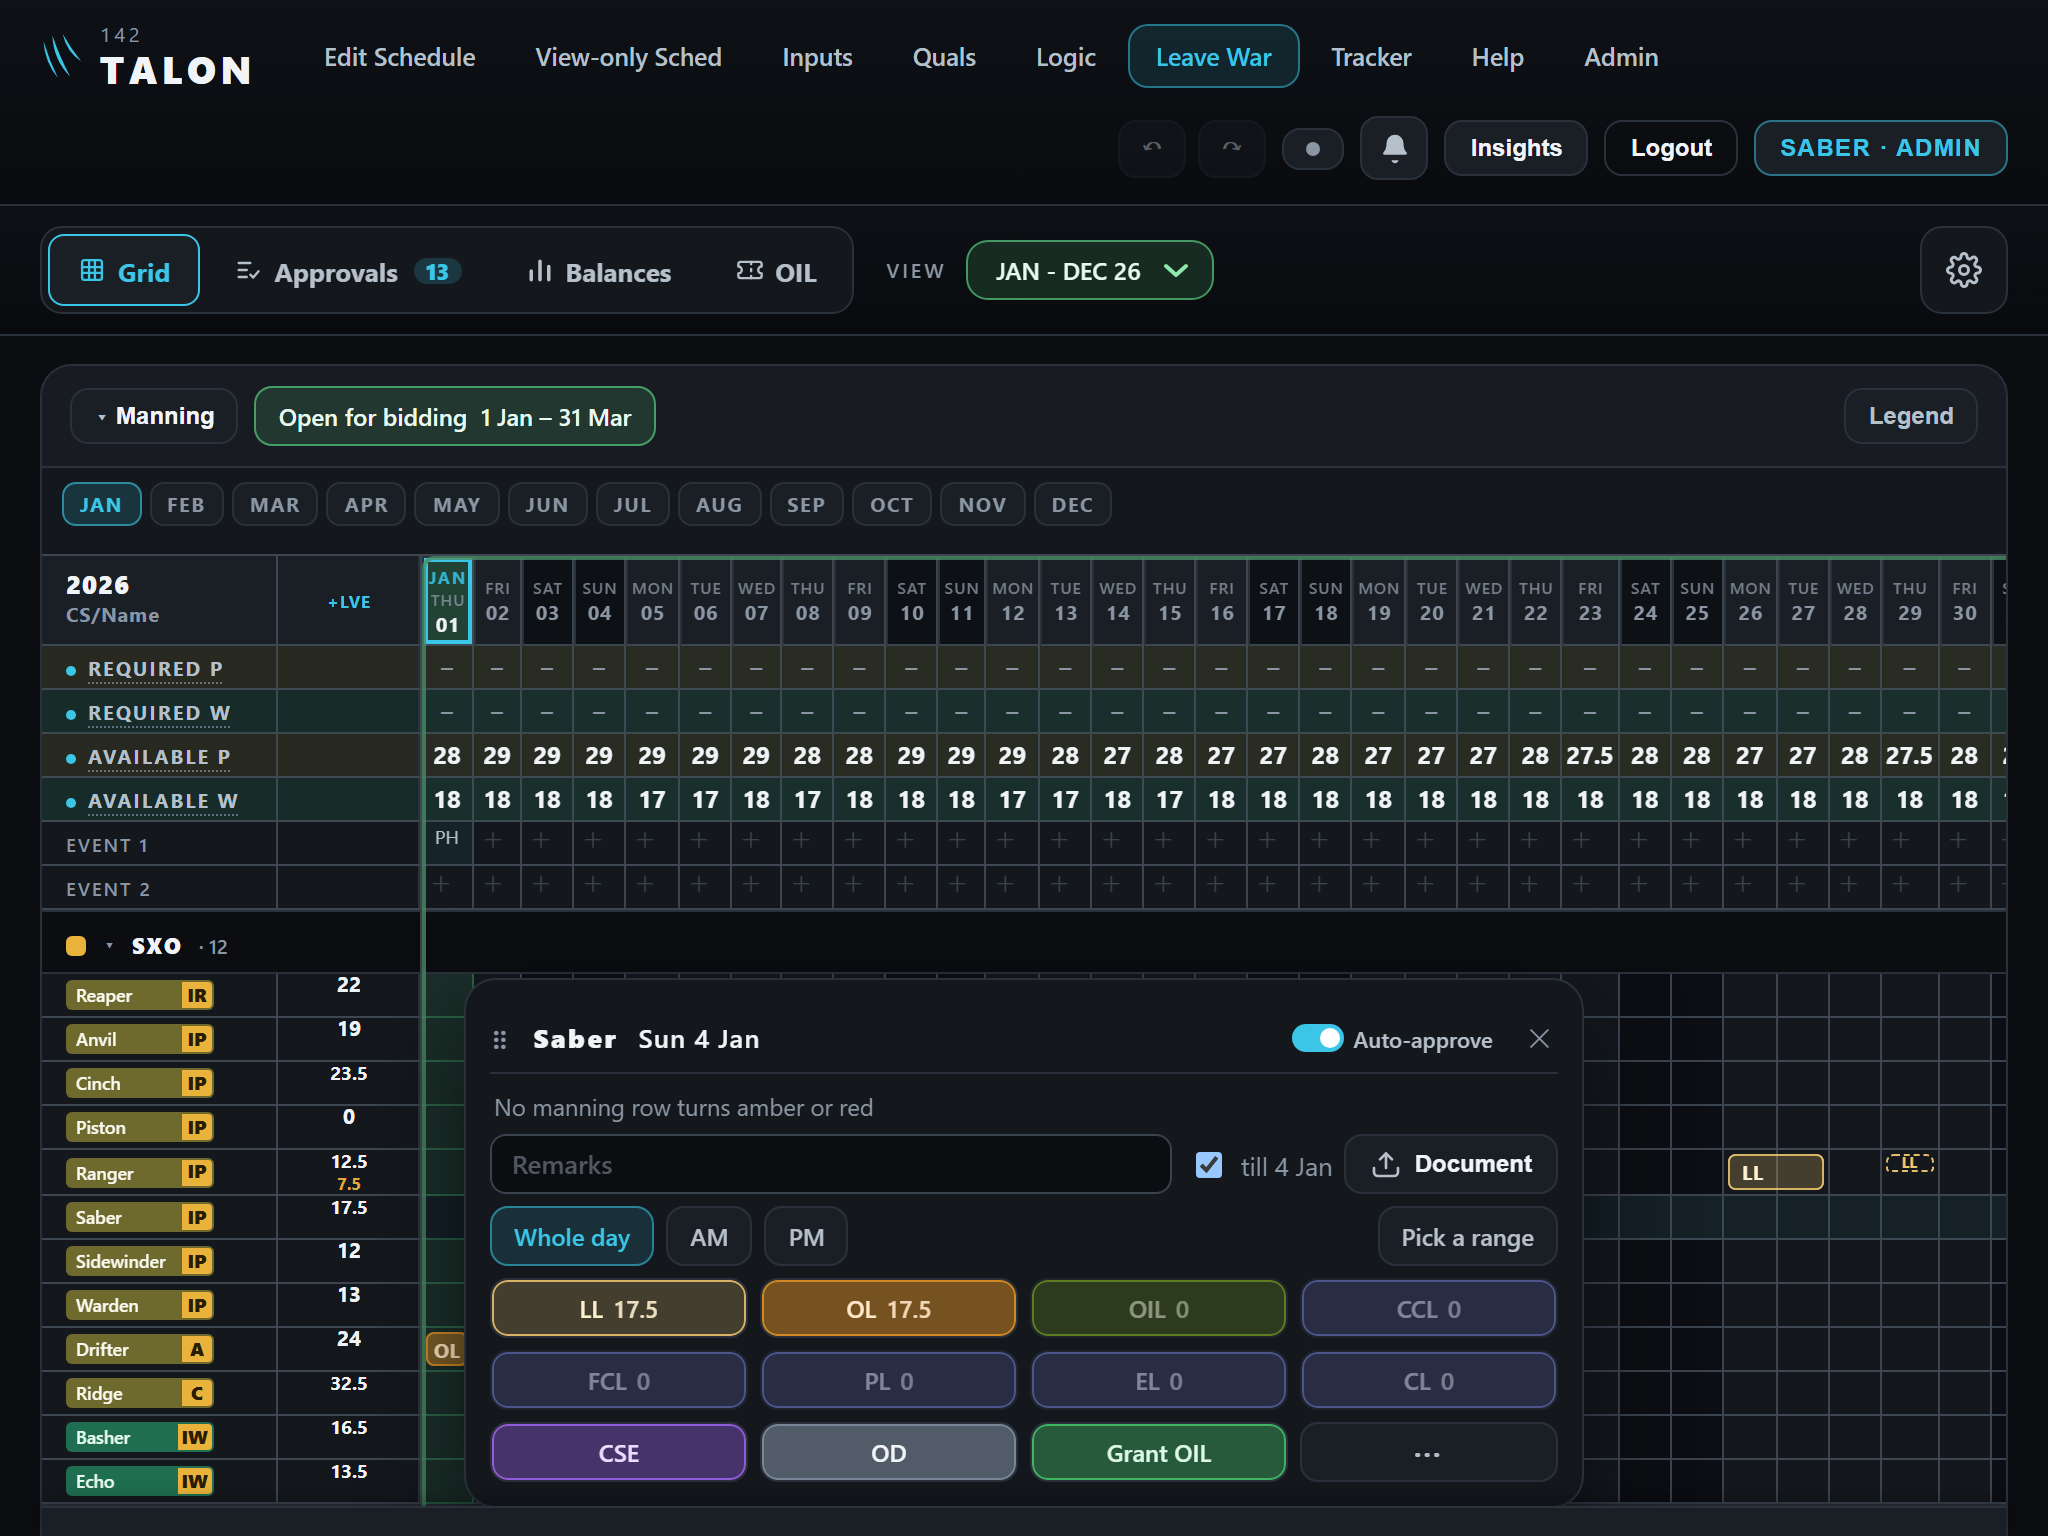 142
TALON
Edit Schedule View-only Sched Inputs Quals Logic Leave War Tracker Help Admin
Insights Logout SABER · ADMIN
Grid Approvals 13 Balances OIL VIEW JAN - DEC 26
Manning Open for bidding 1 Jan – 31 Mar Legend
JAN FEB MAR APR MAY JUN JUL AUG SEP OCT NOV DEC
2026
CS/Name
+LVE
JAN THU 01 FRI 02 SAT 03 SUN 04 MON 05 TUE 06 WED 07 THU 08 FRI 09 SAT 10 SUN 11 MON 12 TUE 13 WED 14 THU 15 FRI 16 SAT 17 SUN 18 MON 19 TUE 20 WED 21 THU 22 FRI 23 SAT 24 SUN 25 MON 26 TUE 27 WED 28 THU 29 FRI 30
REQUIRED P – – – – – – – – – – – – – – – – – – – – – – – – – – – – – –
REQUIRED W – – – – – – – – – – – – – – – – – – – – – – – – – – – – – –
AVAILABLE P 28 29 29 29 29 29 29 28 28 29 29 29 28 27 28 27 27 28 27 27 27 28 27.5 28 28 27 27 28 27.5 28
AVAILABLE W 18 18 18 18 17 17 18 17 18 18 18 17 17 18 17 18 18 18 18 18 18 18 18 18 18 18 18 18 18 18
EVENT 1 PH + + + + + + + + + + + + + + + + + + + + + + + + + + + + +
EVENT 2 + + + + + + + + + + + + + + + + + + + + + + + + + + + + + +
SXO · 12
Reaper IR 22
Anvil IP 19
Cinch IP 23.5
Piston IP 0
Ranger IP 12.5
7.5
LL LL
Saber IP 17.5
Sidewinder IP 12
Warden IP 13
Drifter A 24 OL
Ridge C 32.5
Basher IW 16.5
Echo IW 13.5
Saber Sun 4 Jan Auto-approve
No manning row turns amber or red
Remarks till 4 Jan Document
Whole day AM PM Pick a range
LL 17.5 OL 17.5 OIL 0 CCL 0
FCL 0 PL 0 EL 0 CL 0
CSE OD Grant OIL ...